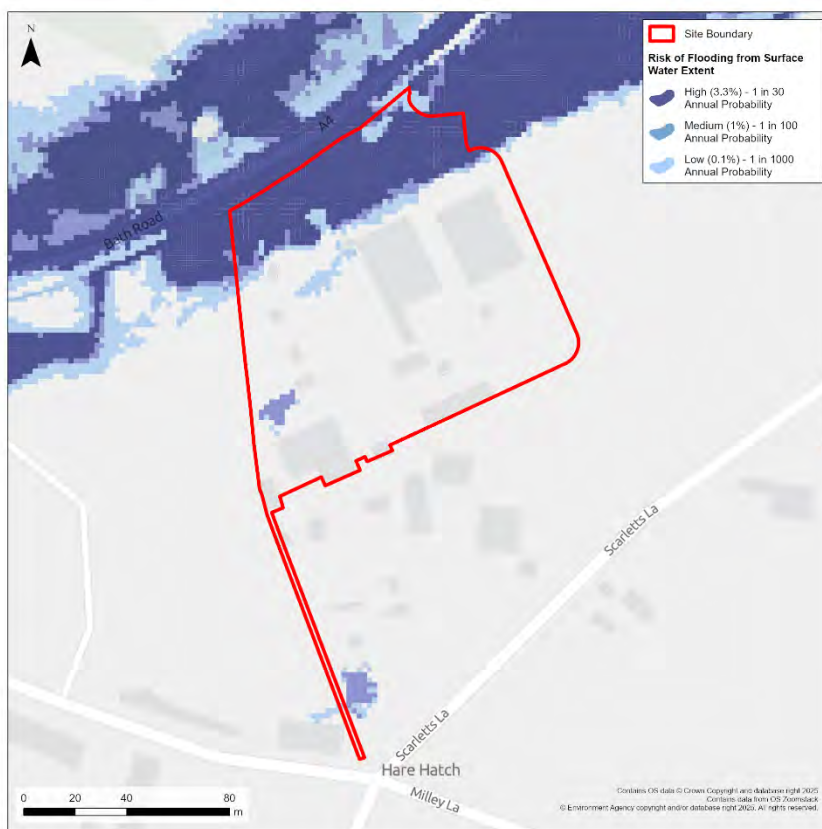 N
Site Boundary
Risk of Flooding from Surface
Water Extent
High (3.3%) - 1 in 30
Annual Probability
Medium (1%) - 1 in 100
Annual Probability
Low (0.1%) - 1 in 1000
Annual Probability
A4
Bath Road
Scarletts La
Scarletts La
Hare Hatch
Milley La
0 20 40 80
m
Contains OS data © Crown Copyright and database right 2025
Contains data from OS Zoomstack
© Environment Agency copyright and/or database right 2025. All rights reserved.